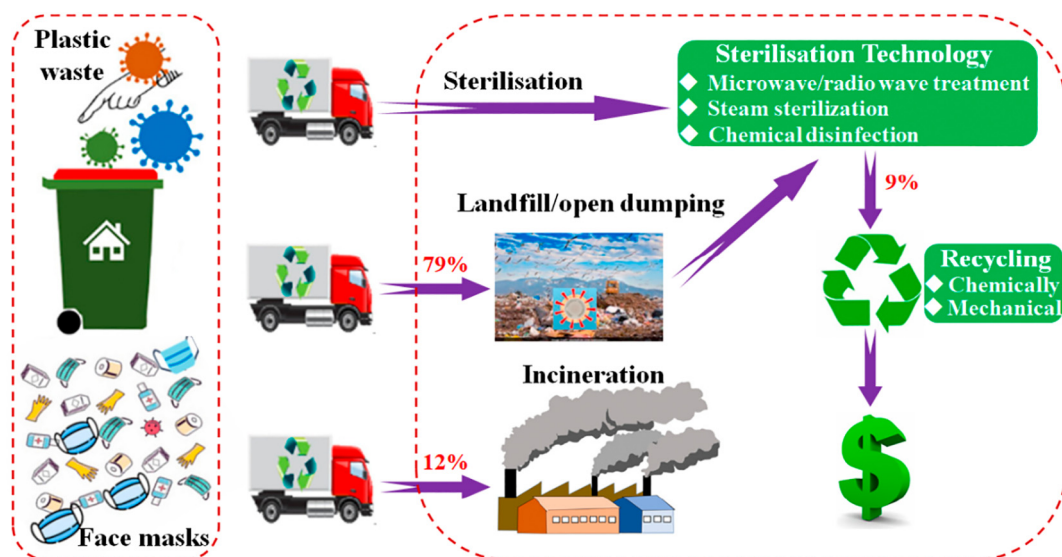 Plastic
waste
Face masks
Sterilisation
Landfill/open dumping
79%
Incineration
12%
Sterilisation Technology
◆ Microwave/radio wave treatment
◆ Steam sterilization
◆ Chemical disinfection
9%
Recycling
◆ Chemically
◆ Mechanical
$